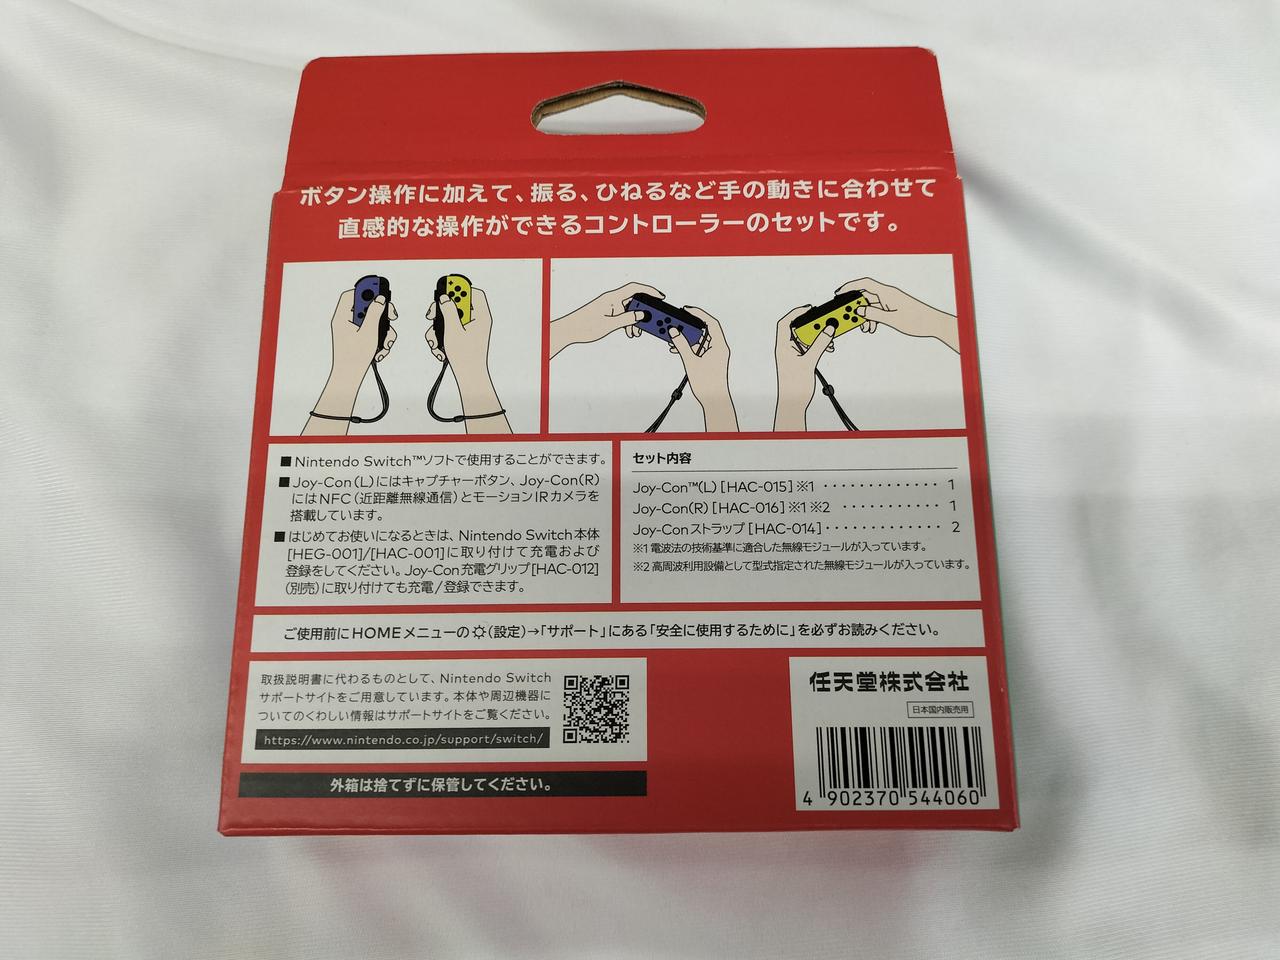 ボタン操作に加えて、振る、ひねるなど手の動きに合わせて
直感的な操作ができるコントローラーのセットです。
■Nintendo Switch™ソフトで使用することができます。
■Joy-Con(L)にはキャプチャーボタン、Joy-Con(R)
にはNFC(近距離無線通信)とモーションIRカメラを
搭載しています。
■はじめてお使いになるときは、Nintendo Switch本体
[HEG-001]/[HAC-001]に取り付けて充電および
登録をしてください。Joy-Con充電グリップ[HAC-012]
(別売)に取り付けても充電/登録できます。
セット内容
Joy-Con™(L)[HAC-015]※1 ・・・・・・・・・・・・・ 1
Joy-Con(R)[HAC-016]※1※2 ・・・・・・・・・・・ 1
Joy-Conストラップ[HAC-014]・・・・・・・・・・・・ 2
※1 電波法の技術基準に適合した無線モジュールが入っています。
※2 高周波利用設備として型式指定された無線モジュールが入っています。
ご使用前にHOMEメニューの(設定)→「サポート」にある「安全に使用するために」を必ずお読みください。
取扱説明書に代わるものとして、Nintendo Switch
サポートサイトをご用意しています。本体や周辺機器に
ついてのくわしい情報はサポートサイトをご覧ください。
https://www.nintendo.co.jp/support/switch/
外箱は捨てずに保管してください。
任天堂株式会社
日本国内販売用
4 902370 544060